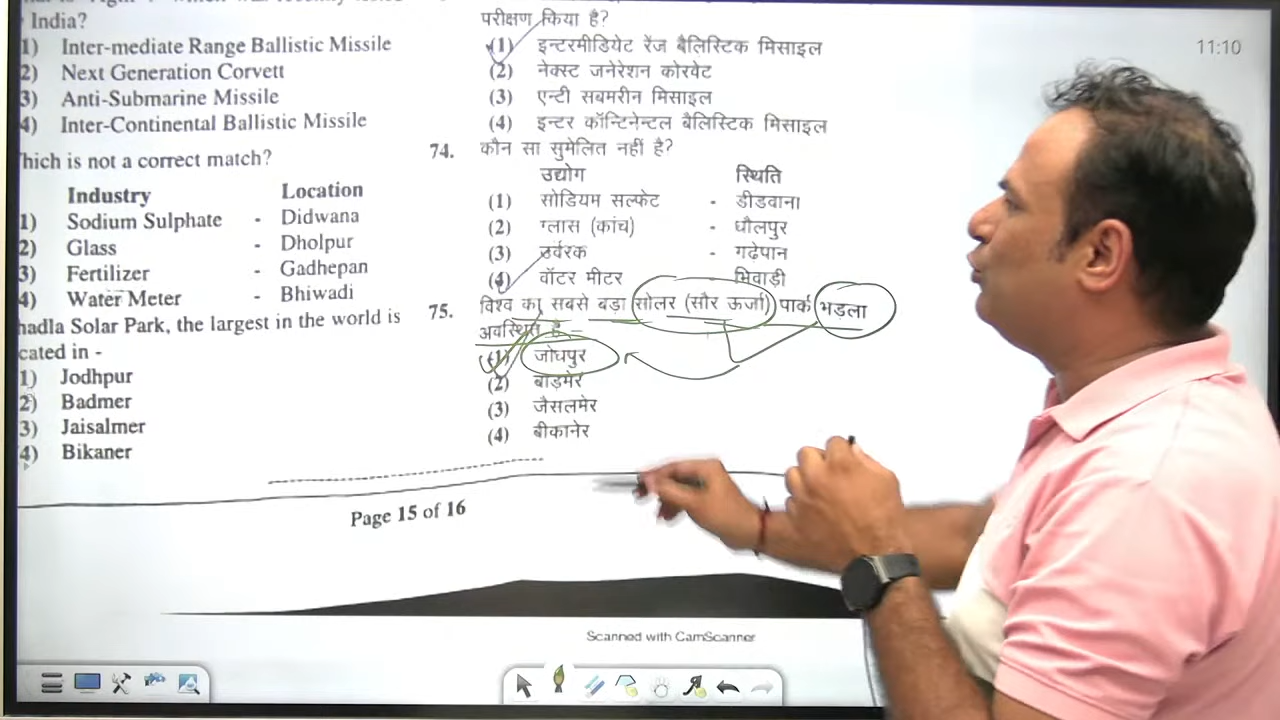 India?
1) Inter-mediate Range Ballistic Missile
2) Next Generation Corvett
3) Anti-Submarine Missile
4) Inter-Continental Ballistic Missile
hich is not a correct match?
Industry Location
1) Sodium Sulphate - Didwana
2) Glass - Dholpur
3) Fertilizer - Gadhepan
4) Water Meter - Bhiwadi
hadla Solar Park, the largest in the world is
cated in -
1) Jodhpur
2) Badmer
3) Jaisalmer
4) Bikaner
परीक्षण किया है?
(1) इन्टरमीडियेट रेंज बैलिस्टिक मिसाइल
(2) नेक्स्ट जनेरेशन कोरवेट
(3) एन्टी सबमरीन मिसाइल
(4) इन्टर कॉन्टिनेन्टल बैलिस्टिक मिसाइल
74. कौन सा सुमेलित नहीं है?
उद्योग स्थिति
(1) सोडियम सल्फेट - डीडवाना
(2) ग्लास (कांच) - धौलपुर
(3) उर्वरक - गढेपान
(4) वॉटर मीटर - भिवाड़ी
75. विश्व का सबसे बड़ा सोलर (सौर ऊर्जा) पार्क भडला
अवस्थित है –
(1) जोधपुर
(2) बाड़मेर
(3) जैसलमेर
(4) बीकानेर
Page 15 of 16
Scanned with CamScanner
11:10